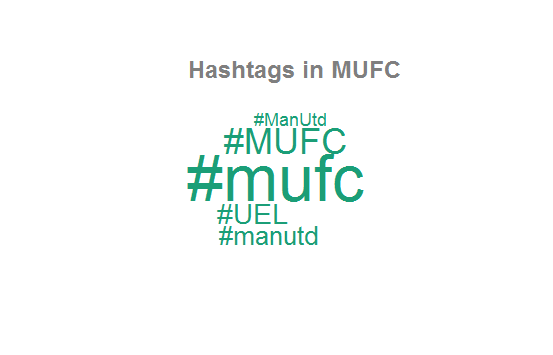 Hashtags in MUFC
#ManUtd
#MUFC
#mufc
#UEL
#manutd